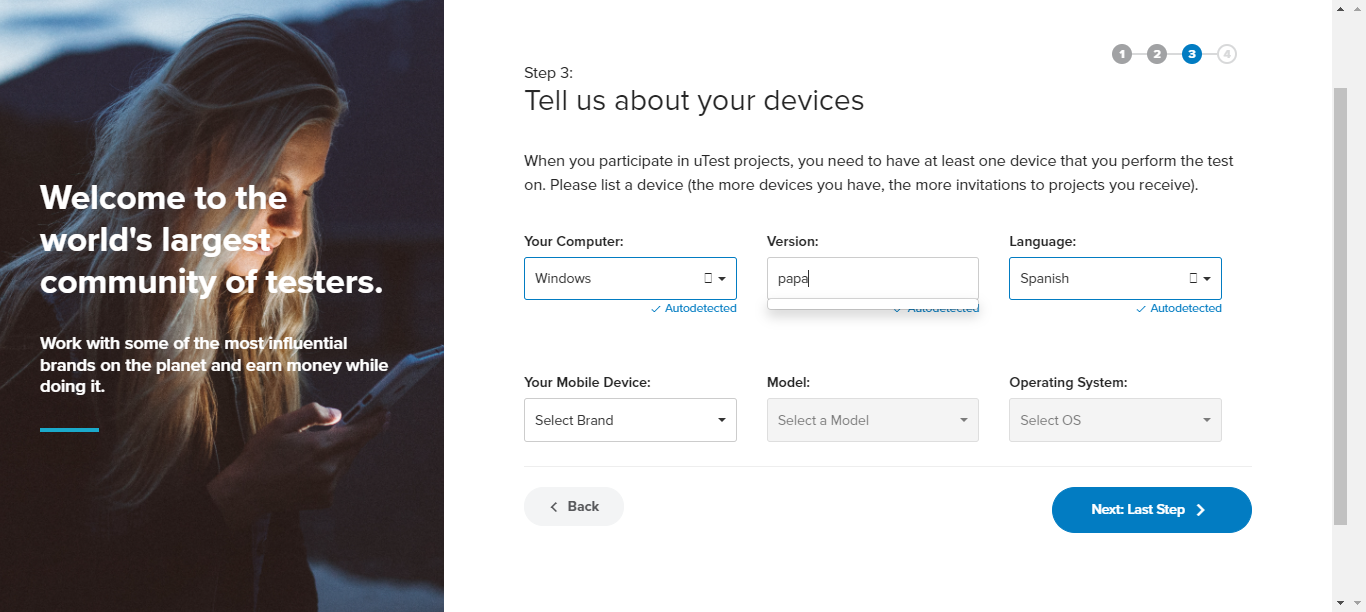 Welcome to the
world's largest
community of testers.
Work with some of the most influential
brands on the planet and earn money while
doing it.
1 2 3 4
Step 3:
Tell us about your devices
When you participate in uTest projects, you need to have at least one device that you perform the test
on. Please list a device (the more devices you have, the more invitations to projects you receive).
Your Computer: Version: Language:
Windows papa Spanish
Autodetected Autodetected Autodetected
Your Mobile Device: Model: Operating System:
Select Brand Select a Model Select OS
Back Next: Last Step